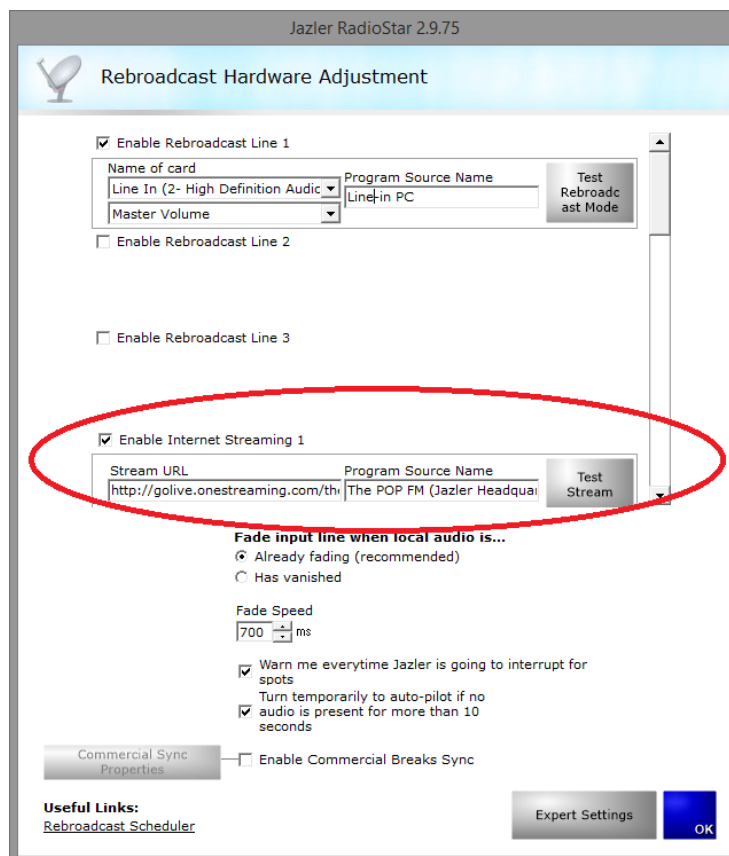 Jazler RadioStar 2.9.75
Rebroadcast Hardware Adjustment
Enable Rebroadcast Line 1
Name of card
Program Source Name
Line In (2- High Definition Audic
Line-in PC
Master Volume
Test
Rebroadc
ast Mode
Enable Rebroadcast Line 2
Enable Rebroadcast Line 3
Enable Internet Streaming 1
Stream URL
Program Source Name
http://golive.onestreaming.com/the
The POP FM (Jazler Headquar
Test
Stream
Fade input line when local audio is...
Already fading (recommended)
Has vanished
Fade Speed
700 ms
Warn me everytime Jazler is going to interrupt for
spots
Turn temporarily to auto-pilot if no
audio is present for more than 10
seconds
Commercial Sync
Properties
Enable Commercial Breaks Sync
Useful Links:
Rebroadcast Scheduler
Expert Settings
OK